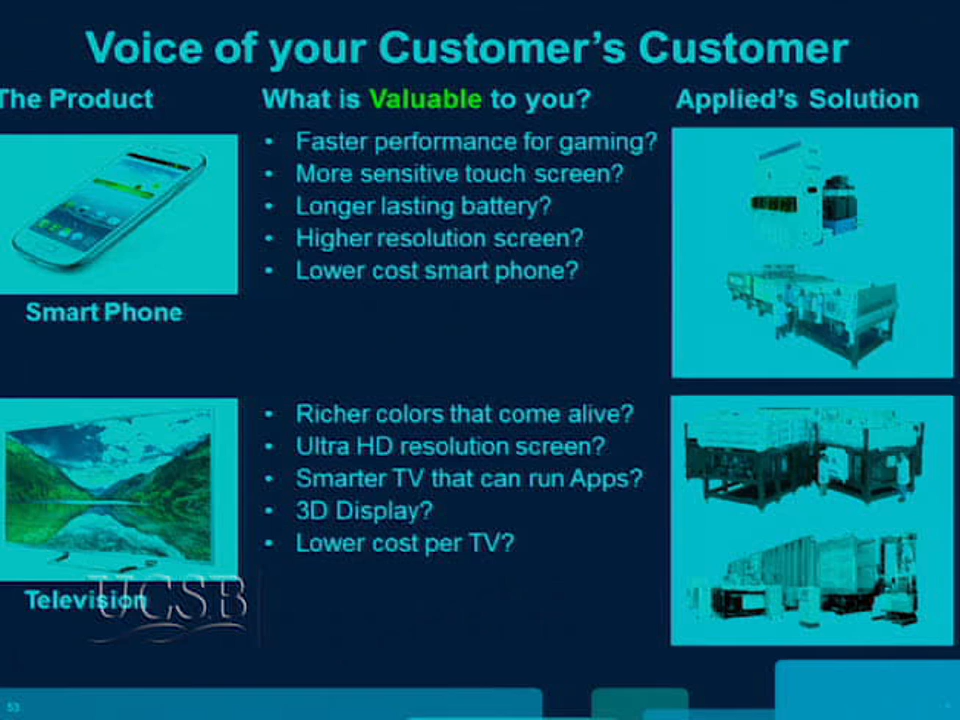 Voice of your Customer's Customer
The Product
What is Valuable to you?
Applied's Solution
• Faster performance for gaming?
• More sensitive touch screen?
• Longer lasting battery?
• Higher resolution screen?
• Lower cost smart phone?
Smart Phone
• Richer colors that come alive?
• Ultra HD resolution screen?
• Smarter TV that can run Apps?
• 3D Display?
• Lower cost per TV?
Television
UCSB
53